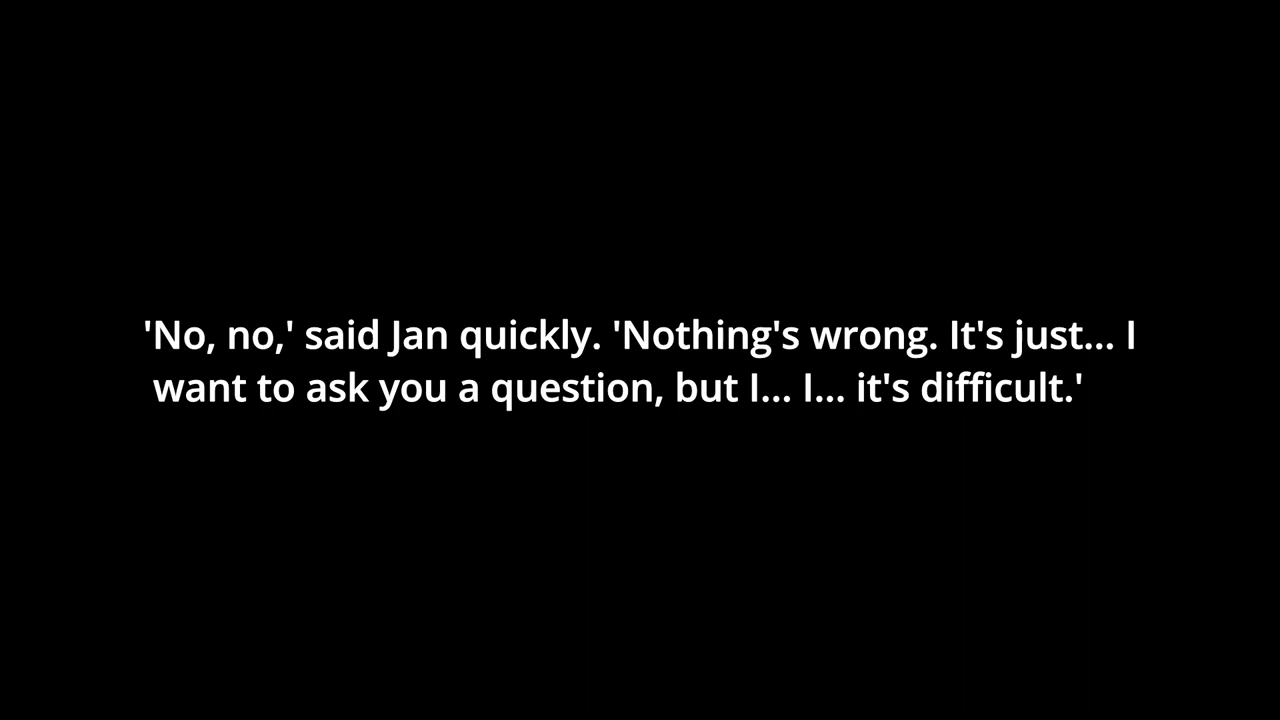 'No, no,' said Jan quickly. 'Nothing's wrong. It's just... I
want to ask you a question, but I... I... it's difficult.'